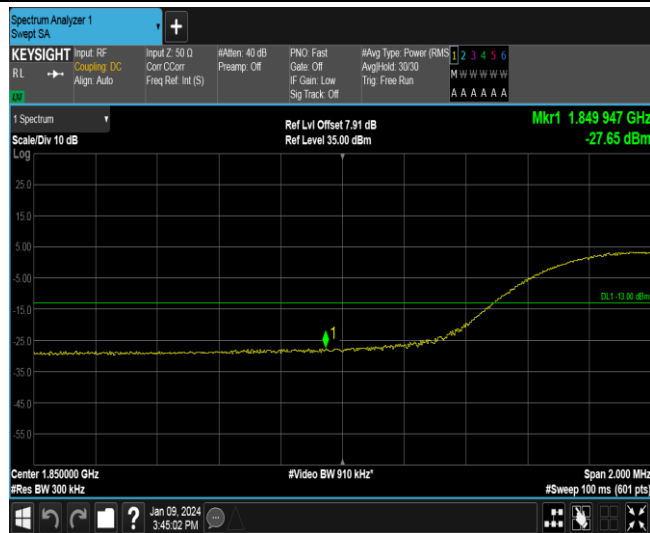 Spectrum Analyzer 1
Swept SA
KEYSIGHT
RL
Input: RF
Coupling: DC
Align: Auto
Input Z: 50 Ω
Corr CCorr
Freq Ref: Int (S)
#Atten: 40 dB
Preamp: Off
PNO: Fast
Gate: Off
IF Gain: Low
Sig Track: Off
#Avg Type: Power (RMS
Avg|Hold: 30/30
Trig: Free Run
1 2 3 4 5 6
M W W W W W
A A A A A A
1 Spectrum
Scale/Div 10 dB
Log
Ref Lvl Offset 7.91 dB
Ref Level 35.00 dBm
Mkr1 1.849 947 GHz
-27.65 dBm
25.0
15.0
5.00
-5.00
DL1 -13.00 dBm
-15.0
1
-25.0
-35.0
-45.0
-55.0
Center 1.850000 GHz
#Video BW 910 kHz*
Span 2.000 MHz
#Res BW 300 kHz
#Sweep 100 ms (601 pts)
Jan 09, 2024
3:45:02 PM